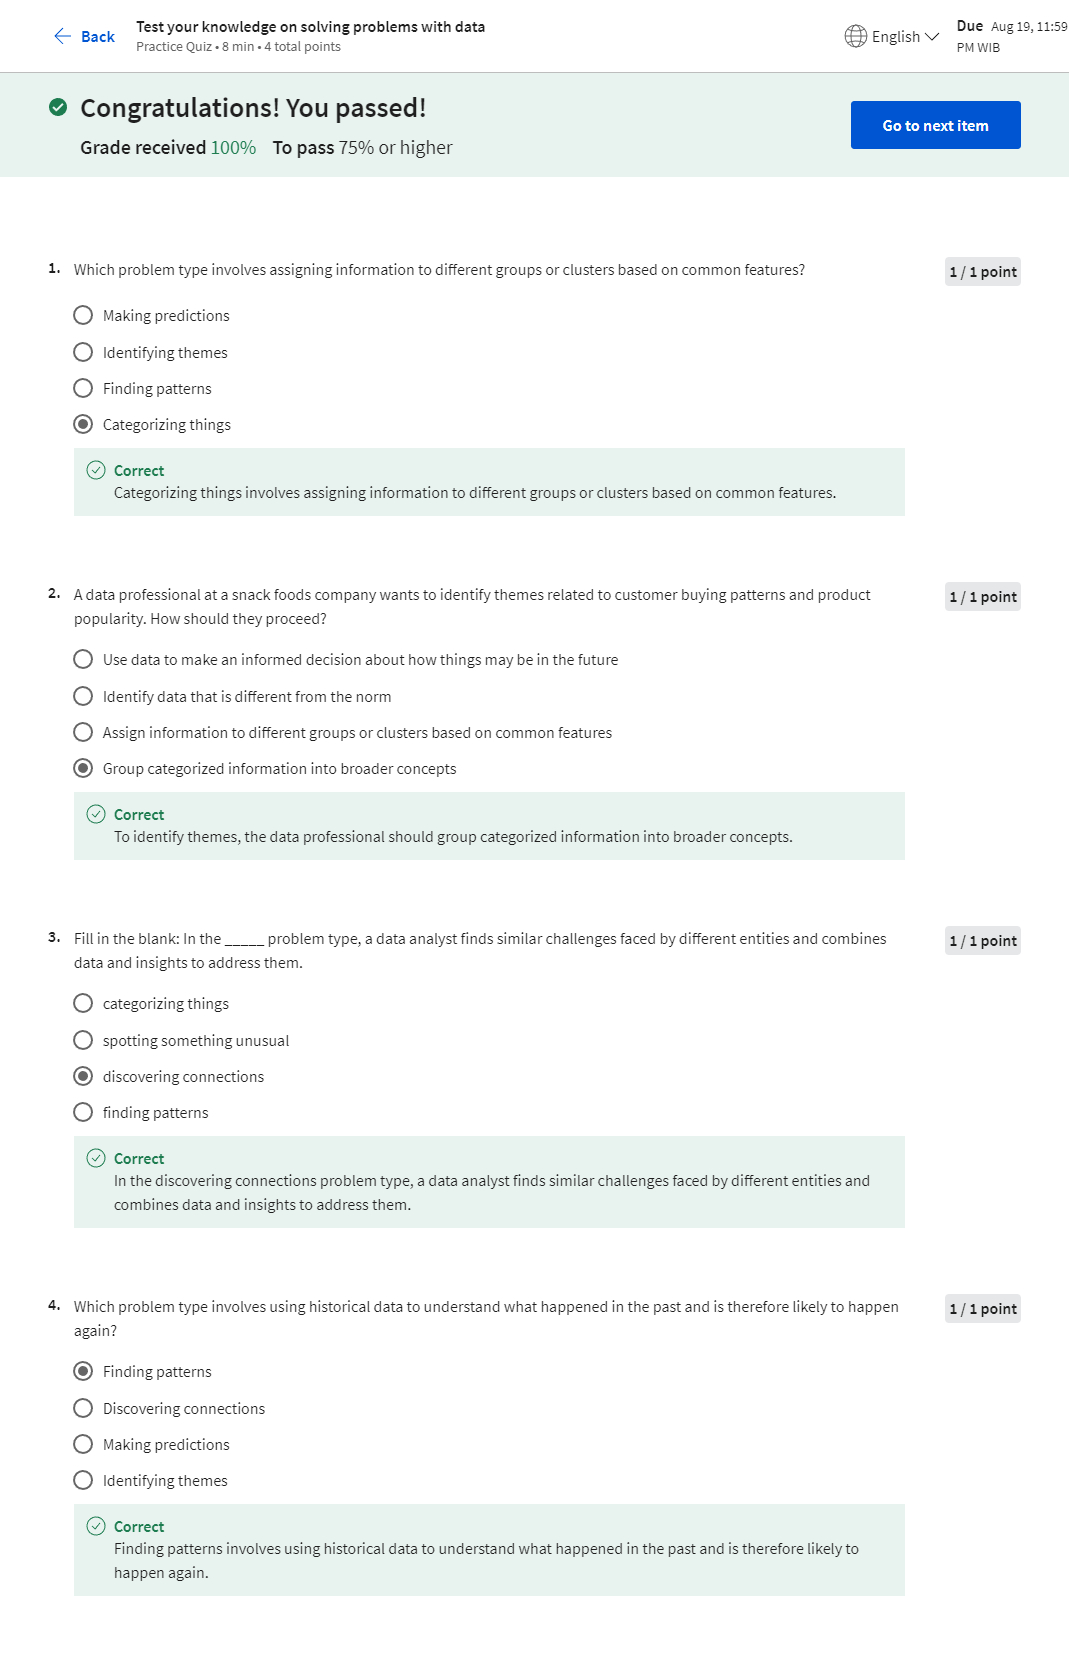 Back
Test your knowledge on solving problems with data
Practice Quiz • 8 min • 4 total points
English
Due Aug 19, 11:59
PM WIB
Congratulations! You passed!
Grade received 100% To pass 75% or higher
Go to next item
1. Which problem type involves assigning information to different groups or clusters based on common features?
1 / 1 point
Making predictions
Identifying themes
Finding patterns
Categorizing things
Correct
Categorizing things involves assigning information to different groups or clusters based on common features.
2. A data professional at a snack foods company wants to identify themes related to customer buying patterns and product
popularity. How should they proceed?
1 / 1 point
Use data to make an informed decision about how things may be in the future
Identify data that is different from the norm
Assign information to different groups or clusters based on common features
Group categorized information into broader concepts
Correct
To identify themes, the data professional should group categorized information into broader concepts.
3. Fill in the blank: In the _____ problem type, a data analyst finds similar challenges faced by different entities and combines
data and insights to address them.
1 / 1 point
categorizing things
spotting something unusual
discovering connections
finding patterns
Correct
In the discovering connections problem type, a data analyst finds similar challenges faced by different entities and
combines data and insights to address them.
4. Which problem type involves using historical data to understand what happened in the past and is therefore likely to happen
again?
1 / 1 point
Finding patterns
Discovering connections
Making predictions
Identifying themes
Correct
Finding patterns involves using historical data to understand what happened in the past and is therefore likely to
happen again.